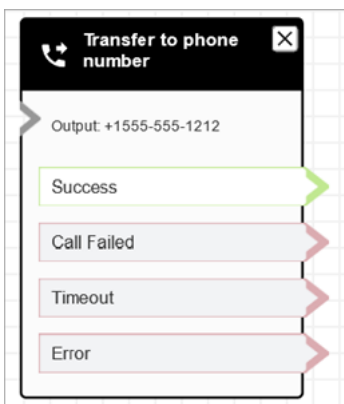 Transfer to phone
number
Output: +1555-555-1212
Success
Call Failed
Timeout
Error